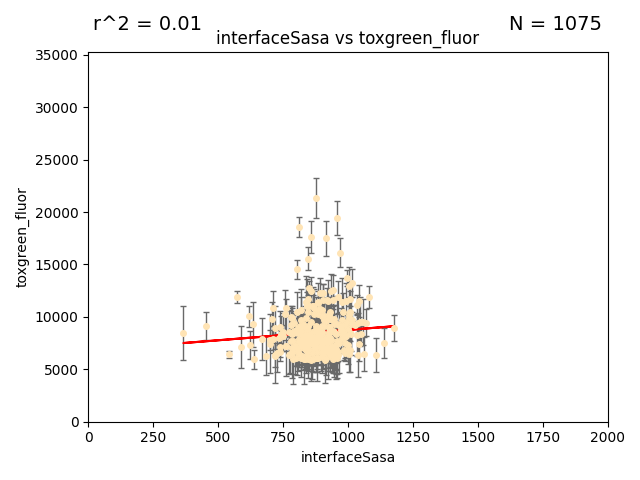 r^2 = 0.01
N = 1075
interfaceSasa vs toxgreen_fluor
35000
30000
25000
20000
15000
10000
5000
0
toxgreen_fluor
0 250 500 750 1000 1250 1500 1750 2000
interfaceSasa